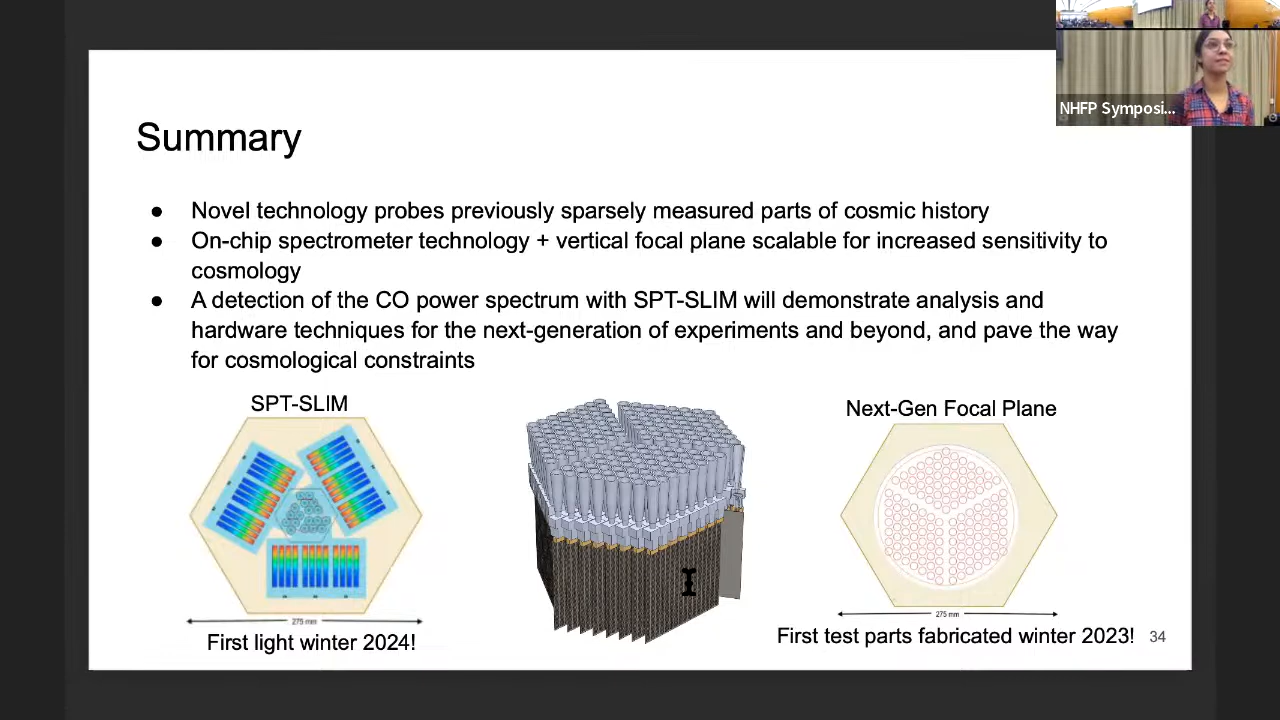 NHFP Symposi...
Summary
● Novel technology probes previously sparsely measured parts of cosmic history
● On-chip spectrometer technology + vertical focal plane scalable for increased sensitivity to
cosmology
● A detection of the CO power spectrum with SPT-SLIM will demonstrate analysis and
hardware techniques for the next-generation of experiments and beyond, and pave the way
for cosmological constraints
SPT-SLIM
275 mm
First light winter 2024!
Next-Gen Focal Plane
275 mm
First test parts fabricated winter 2023!
34